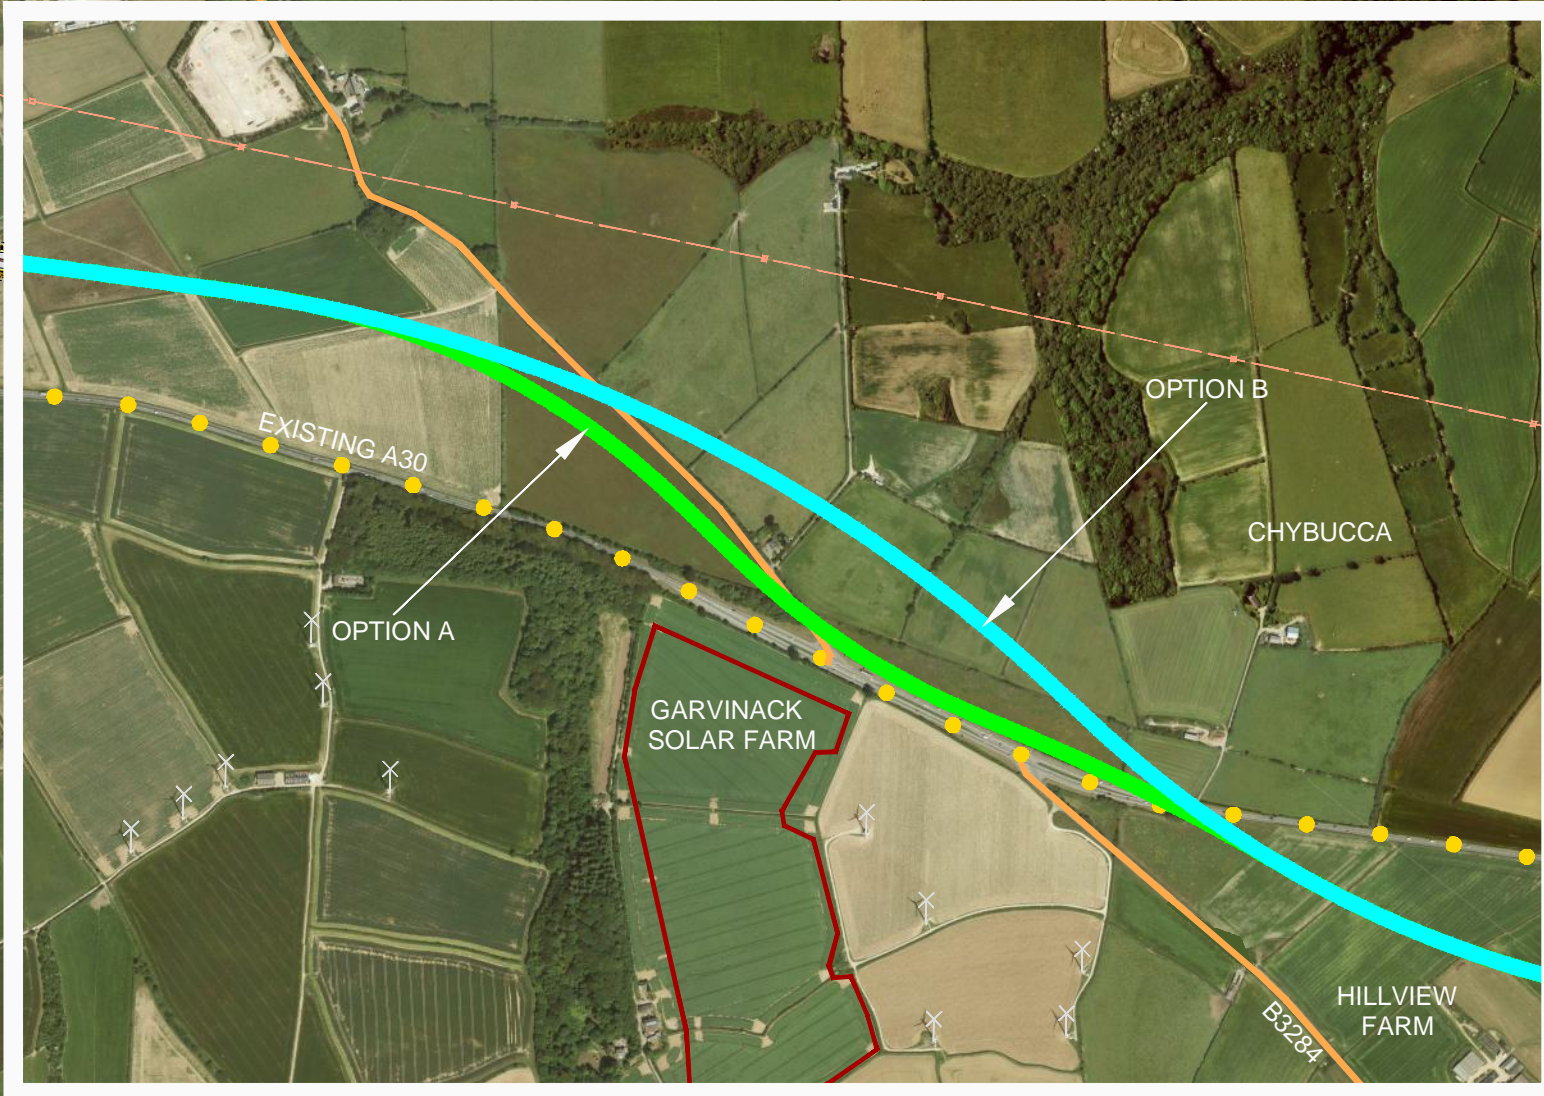 OPTION B
EXISTING A30
CHYBUCCA
OPTION A
GARVINACK
SOLAR FARM
HILLVIEW
FARM
B3284